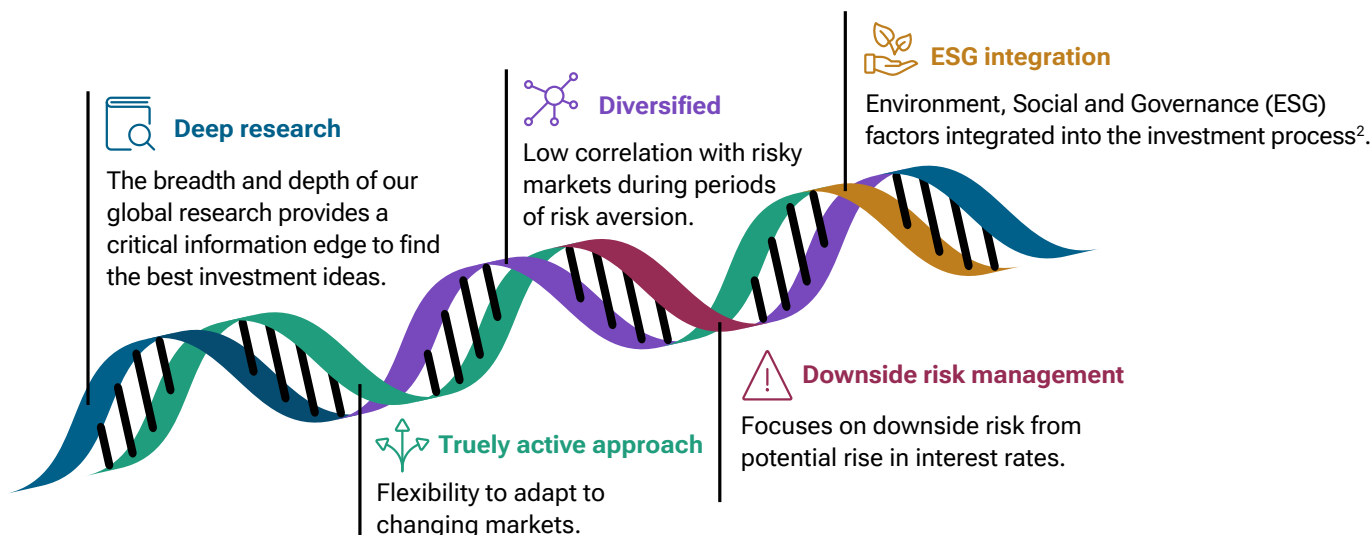 Deep research
The breadth and depth of our
global research provides a
critical information edge to find
the best investment ideas.
Truely active approach
Flexibility to adapt to
changing markets.
Diversified
Low correlation with risky
markets during periods
of risk aversion.
Downside risk management
Focuses on downside risk from
potential rise in interest rates.
ESG integration
Environment, Social and Governance (ESG)
factors integrated into the investment process².